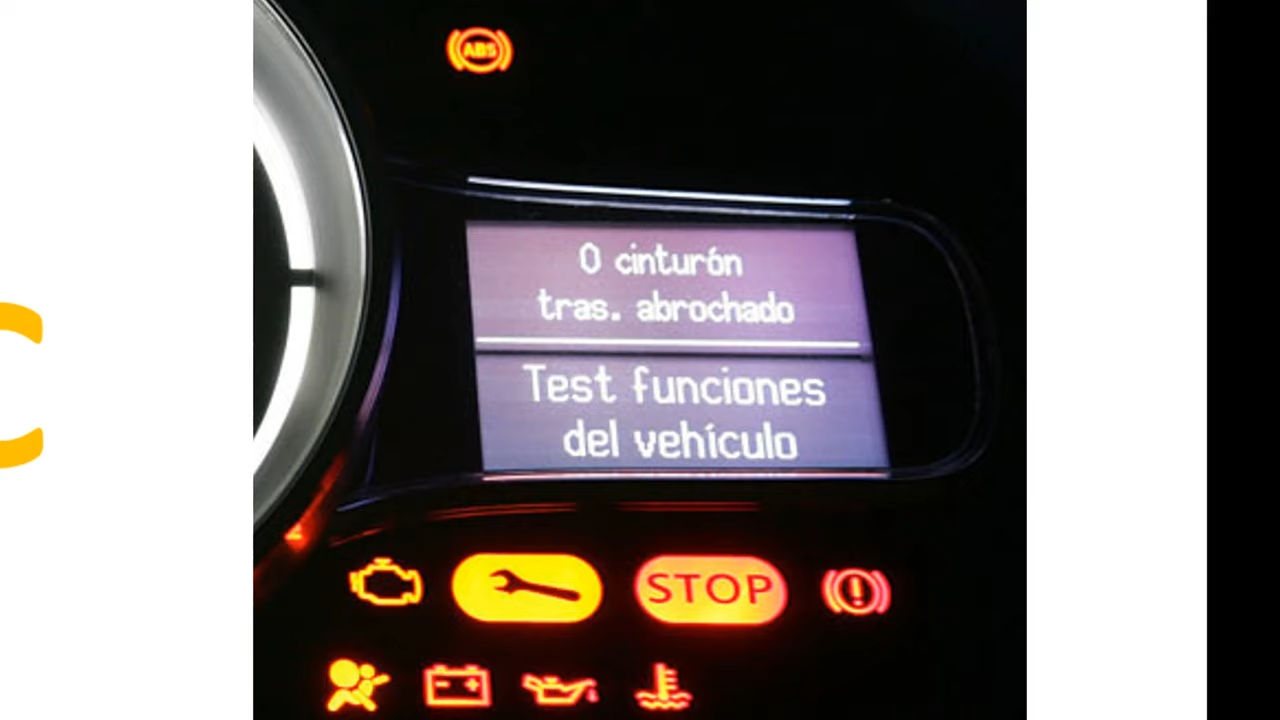 ABS
0 cinturón
tras. abrochado
Test funciones
del vehículo
STOP